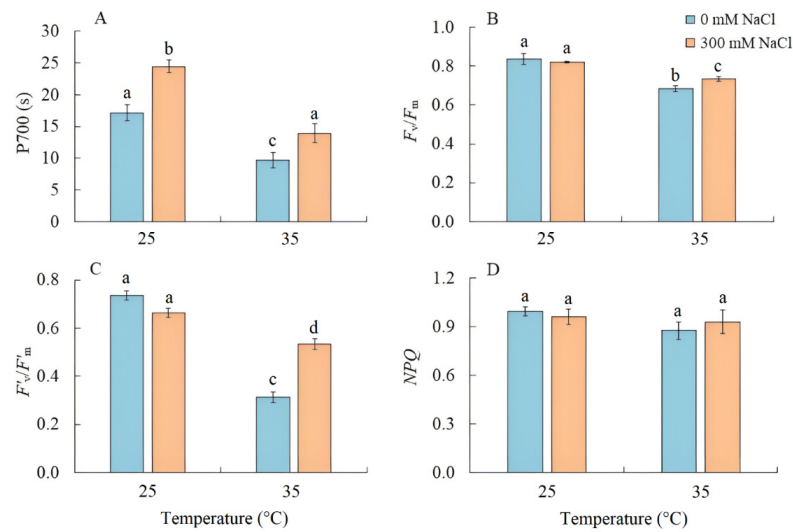 A
30
25
20
15
10
5
0
P700 (s)
a
b
c
a
25
35
B
0 mM NaCl
300 mM NaCl
1.0
0.8
0.6
0.4
0.2
0.0
Fv/Fm
a
a
b
c
25
35
C
0.8
0.6
0.4
0.2
0.0
F'v/F'm
a
a
c
d
25
35
Temperature (°C)
D
1.2
0.9
0.6
0.3
0.0
NPQ
a
a
a
a
25
35
Temperature (°C)